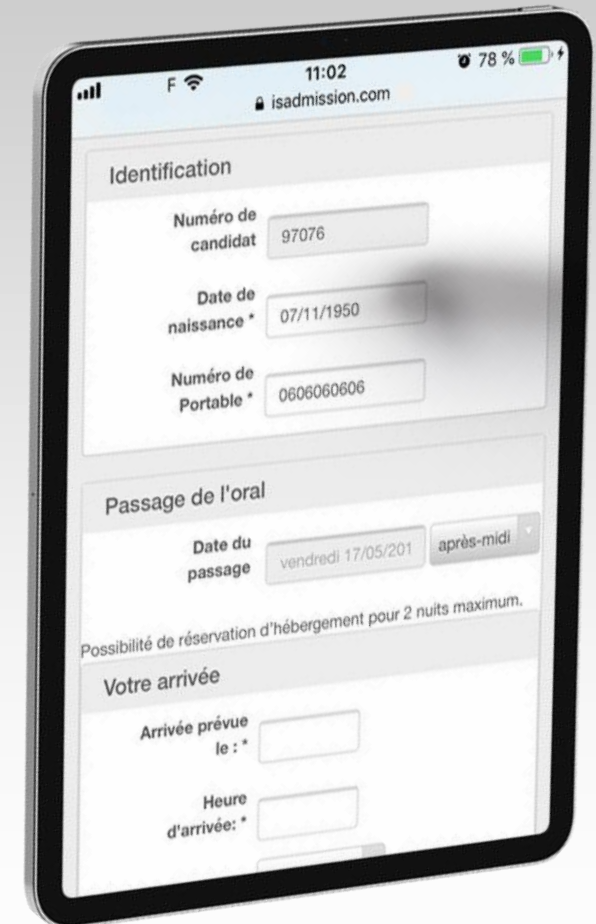 F 11:02 78 %
isadmission.com
Identification
Numéro de
candidat
97076
Date de
naissance *
07/11/1950
Numéro de
Portable *
0606060606
Passage de l'oral
Date du
passage
vendredi 17/05/201 après-midi
Possibilité de réservation d'hébergement pour 2 nuits maximum.
Votre arrivée
Arrivée prévue
le : *
Heure
d'arrivée: *